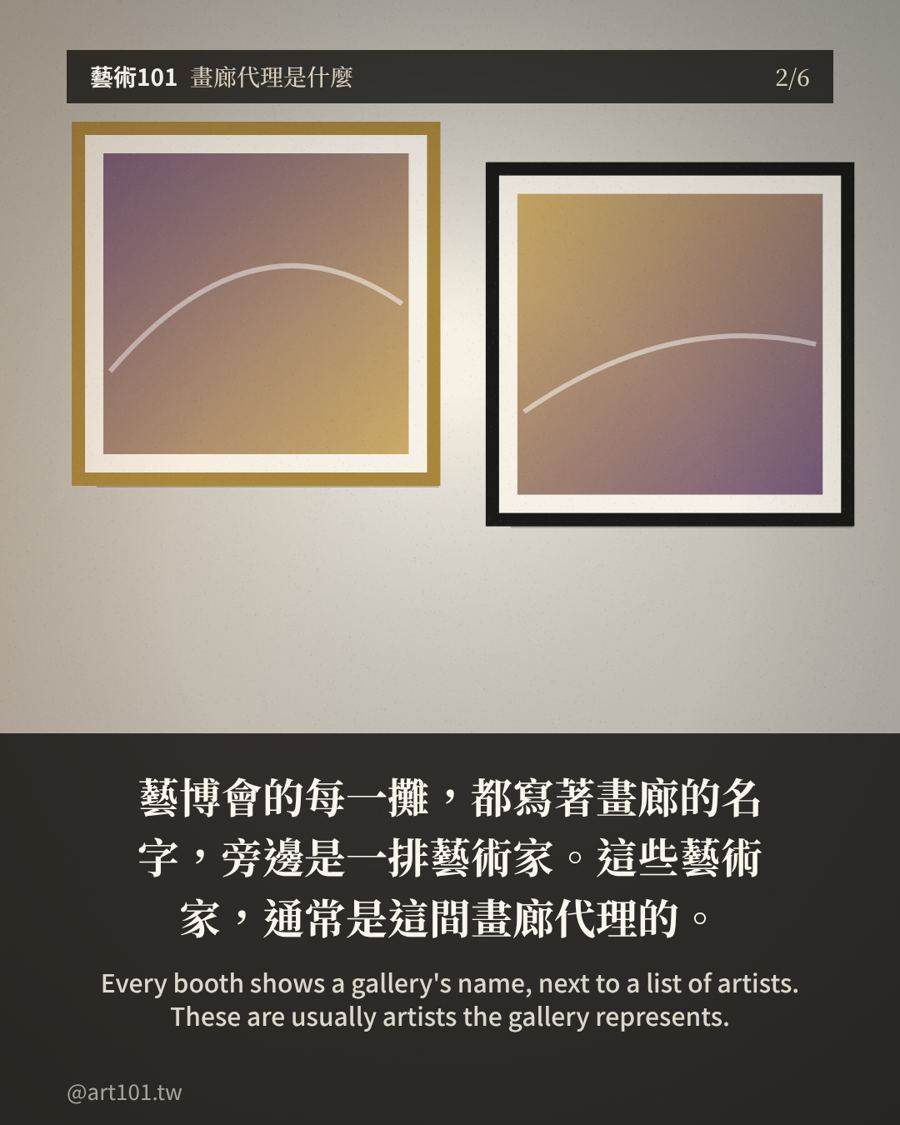 藝術101 畫廊代理是什麼 2/6
藝博會的每一攤，都寫著畫廊的名
字，旁邊是一排藝術家。這些藝術
家，通常是這間畫廊代理的。
Every booth shows a gallery's name, next to a list of artists.
These are usually artists the gallery represents.
@art101.tw